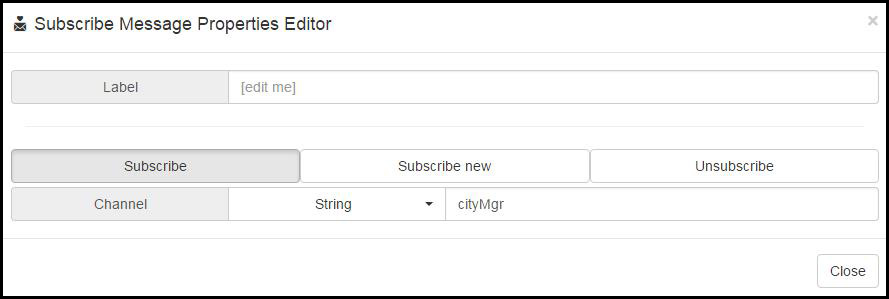 Subscribe Message Properties Editor ×
Label [edit me]
Subscribe Subscribe new Unsubscribe
Channel String cityMgr
Close